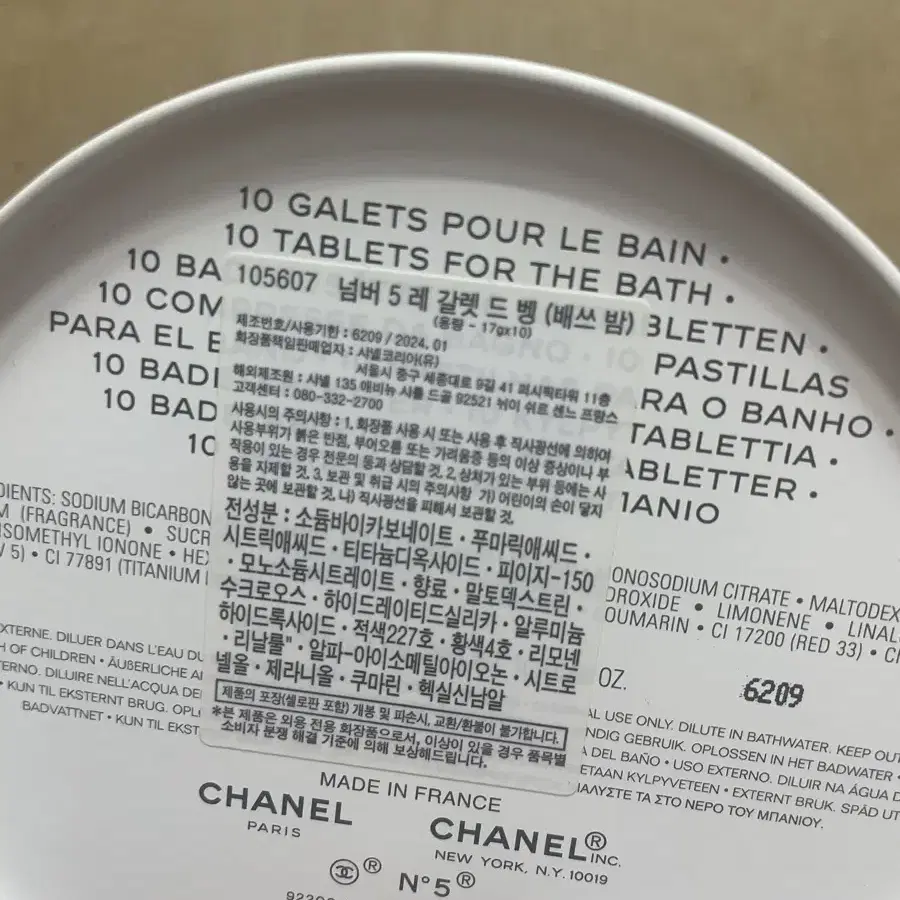 10 GALETS POUR LE BAIN •
10 TABLETS FOR THE BATH •
10 BA BLETTEN •
10 COM PASTILLAS
PARA EL B RA O BANHO •
10 BADE TABLETTIA •
10 BAD ABLETTER •
10 ΜΠΑΝΙΟ
105607 넘버 5 레 갈렛 드 벵 (배쓰 밤)
(용량 - 17gx10)
제조번호/사용기한 : 6209 / 2024. 01
화장품책임판매업자 : 샤넬코리아(유)
서울시 중구 세종대로 9길 41 퍼시픽타워 11층
해외제조원 : 샤넬 135 애비뉴 샤를 드골 92521 뉘이 쉬르 센느 프랑스
고객센터 : 080-332-2700
사용시의 주의사항 : 1. 화장품 사용 시 또는 사용 후 직사광선에 의하여
사용부위가 붉은 반점, 부어오름 또는 가려움증 등의 이상 증상이나 부
작용이 있는 경우 전문의 등과 상담할 것. 2. 상처가 있는 부위 등에는 사
용을 자제할 것. 3. 보관 및 취급 시의 주의사항 가) 어린이의 손이 닿지
않는 곳에 보관할 것. 나) 직사광선을 피해서 보관할 것.
전성분 : 소듐바이카보네이트 • 푸마릭애씨드 •
시트릭애씨드 • 티타늄디옥사이드 • 피이지-150
• 모노소듐시트레이트 • 향료 • 말토덱스트린 •
수크로오스 • 하이드레이티드실리카 • 알루미늄
하이드록사이드 • 적색227호 • 황색4호 • 리모넨
• 리날룰" • 알파-아이소메틸아이오논 • 시트로
넬올 • 제라니올 • 쿠마린 • 헥실신남알
제품의 포장(셀로판 포함) 개봉 및 파손시, 교환/환불이 불가합니다.
*본 제품은 외용 전용 화장품으로서, 이상이 있을 경우 품목별
소비자 분쟁 해결 기준에 의해 보상해드립니다.
DIENTS: SODIUM BICARBON ONOSODIUM CITRATE • MALTODEX
M (FRAGRANCE) • SUCR DROXIDE • LIMONENE • LINAL
ISOMETHYL IONONE • HEX OUMARIN • CI 17200 (RED 33) • CI
5) • CI 77891 (TITANIUM
OZ.
6209
XTERNE. DILUER DANS L'EAU DU AL USE ONLY. DILUTE IN BATHWATER. KEEP OUT
H OF CHILDREN • ÄUßERLICHE A NDIG GEBRUIK. OPLOSSEN IN HET BADWATER •
TERNO. DILUIRE NELL'ACQUA DE A DEL BAÑO • USO EXTERNO. DILUIR NA ÁGUA D
• KUN TIL EKSTERNT BRUG. OPL ETAAN KYLPYVETEEN • EXTERNT BRUK. SPÄD UT
BADVATTNET • KUN TIL EKST ΙΑΛΥΣΤΕ ΤΑ ΣΤΟ ΝΕΡΟ ΤΟΥ ΜΠΑΝΙΟΥ.
MADE IN FRANCE
CHANEL
PARIS
CHANEL® INC.
NEW YORK, N.Y. 10019
® N°5®